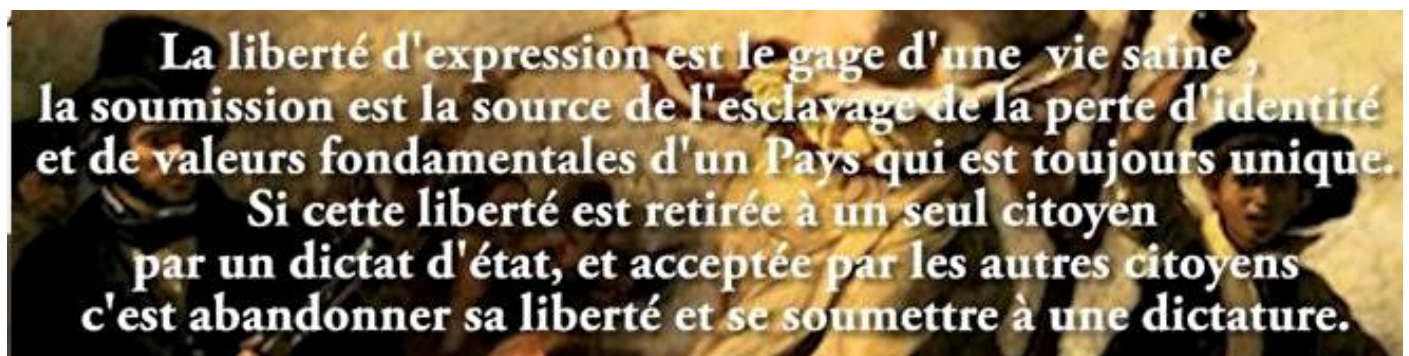 La liberté d'expression est le gage d'une vie saine ,
la soumission est la source de l'esclavage de la perte d'identité
et de valeurs fondamentales d'un Pays qui est toujours unique.
Si cette liberté est retirée à un seul citoyen
par un dictat d'état, et acceptée par les autres citoyens
c'est abandonner sa liberté et se soumettre à une dictature.